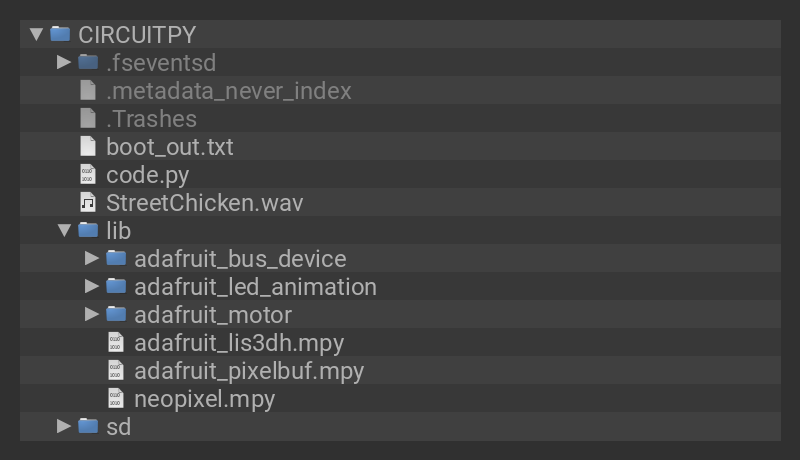 CIRCUITPY
.fseventsd
.metadata_never_index
.Trashes
boot_out.txt
code.py
StreetChicken.wav
lib
adafruit_bus_device
adafruit_led_animation
adafruit_motor
adafruit_lis3dh.mpy
adafruit_pixelbuf.mpy
neopixel.mpy
sd